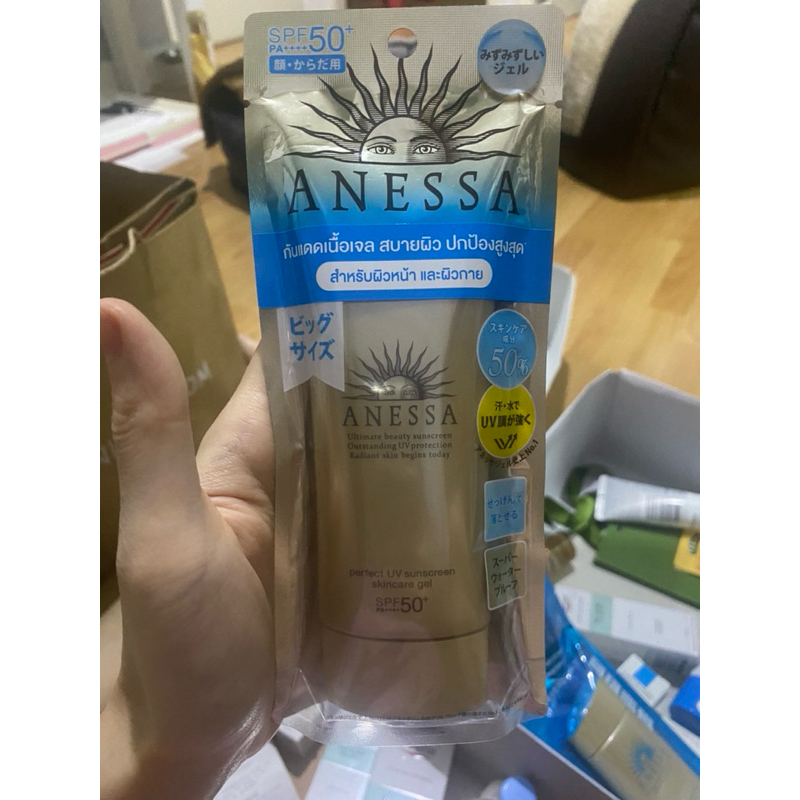 SPF50+
PA++++
顔・からだ用
みずみずしい
ジェル
ANESSA
กันแดดเนื้อเจล สบายผิว ปกป้องสูงสุด
สำหรับผิวหน้า และผิวกาย
ビッグ
サイズ
スキンケア
成分
50%
ANESSA
Ultimate beauty sunscreen
Outstanding UV protection
Radiant skin begins today
汗・水で
UV膜が強く
せっけんで
落とせる
スーパー
ウォーター
プルーフ
perfect UV sunscreen
skincare gel
SPF50+
PA++++